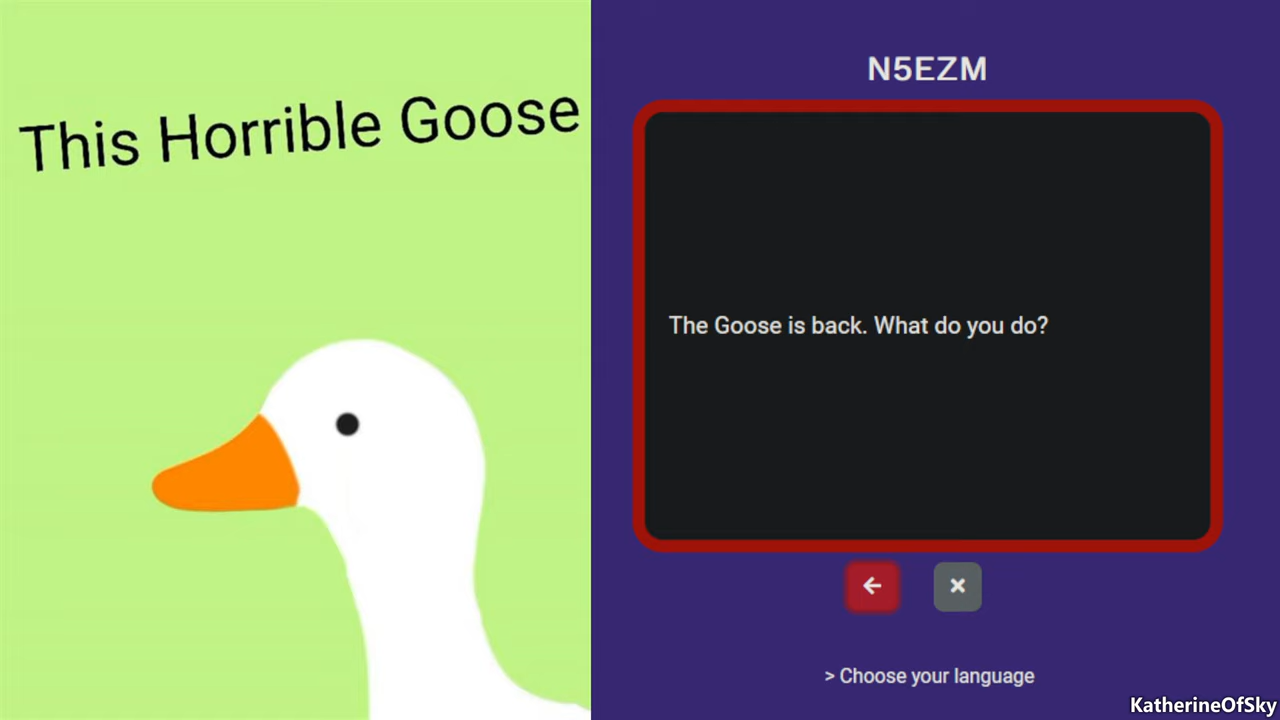 This Horrible Goose
N5EZM
The Goose is back. What do you do?
> Choose your language
KatherineOfSky